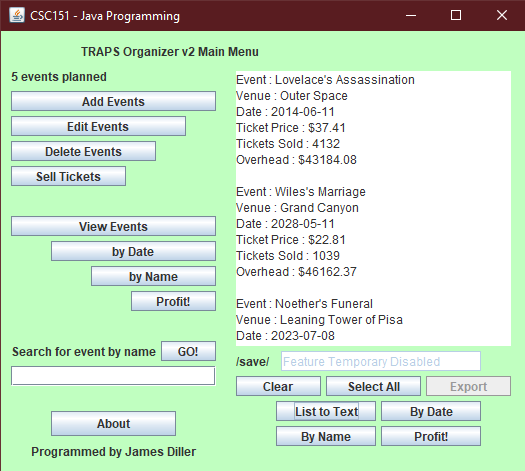 CSC151 - Java Programming
TRAPS Organizer v2 Main Menu
5 events planned
Add Events
Edit Events
Delete Events
Sell Tickets
View Events
by Date
by Name
Profit!
Search for event by name GO!
About
Programmed by James Diller
Event : Lovelace's Assassination
Venue : Outer Space
Date : 2014-06-11
Ticket Price : $37.41
Tickets Sold : 4132
Overhead : $43184.08
Event : Wiles's Marriage
Venue : Grand Canyon
Date : 2028-05-11
Ticket Price : $22.81
Tickets Sold : 1039
Overhead : $46162.37
Event : Noether's Funeral
Venue : Leaning Tower of Pisa
Date : 2023-07-08
/save/ Feature Temporary Disabled
Clear Select All Export
List to Text By Date
By Name Profit!